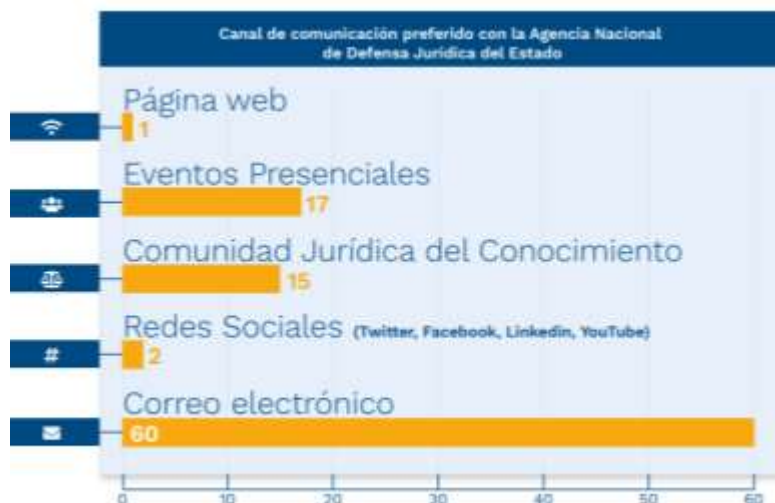 Canal de comunicación preferido con la Agencia Nacional
de Defensa Jurídica del Estado
Página web
1
Eventos Presenciales
17
Comunidad Jurídica del Conocimiento
15
Redes Sociales (Twitter, Facebook, Linkedin, YouTube)
#
2
Correo electrónico
60
0 10 20 30 40 50 60